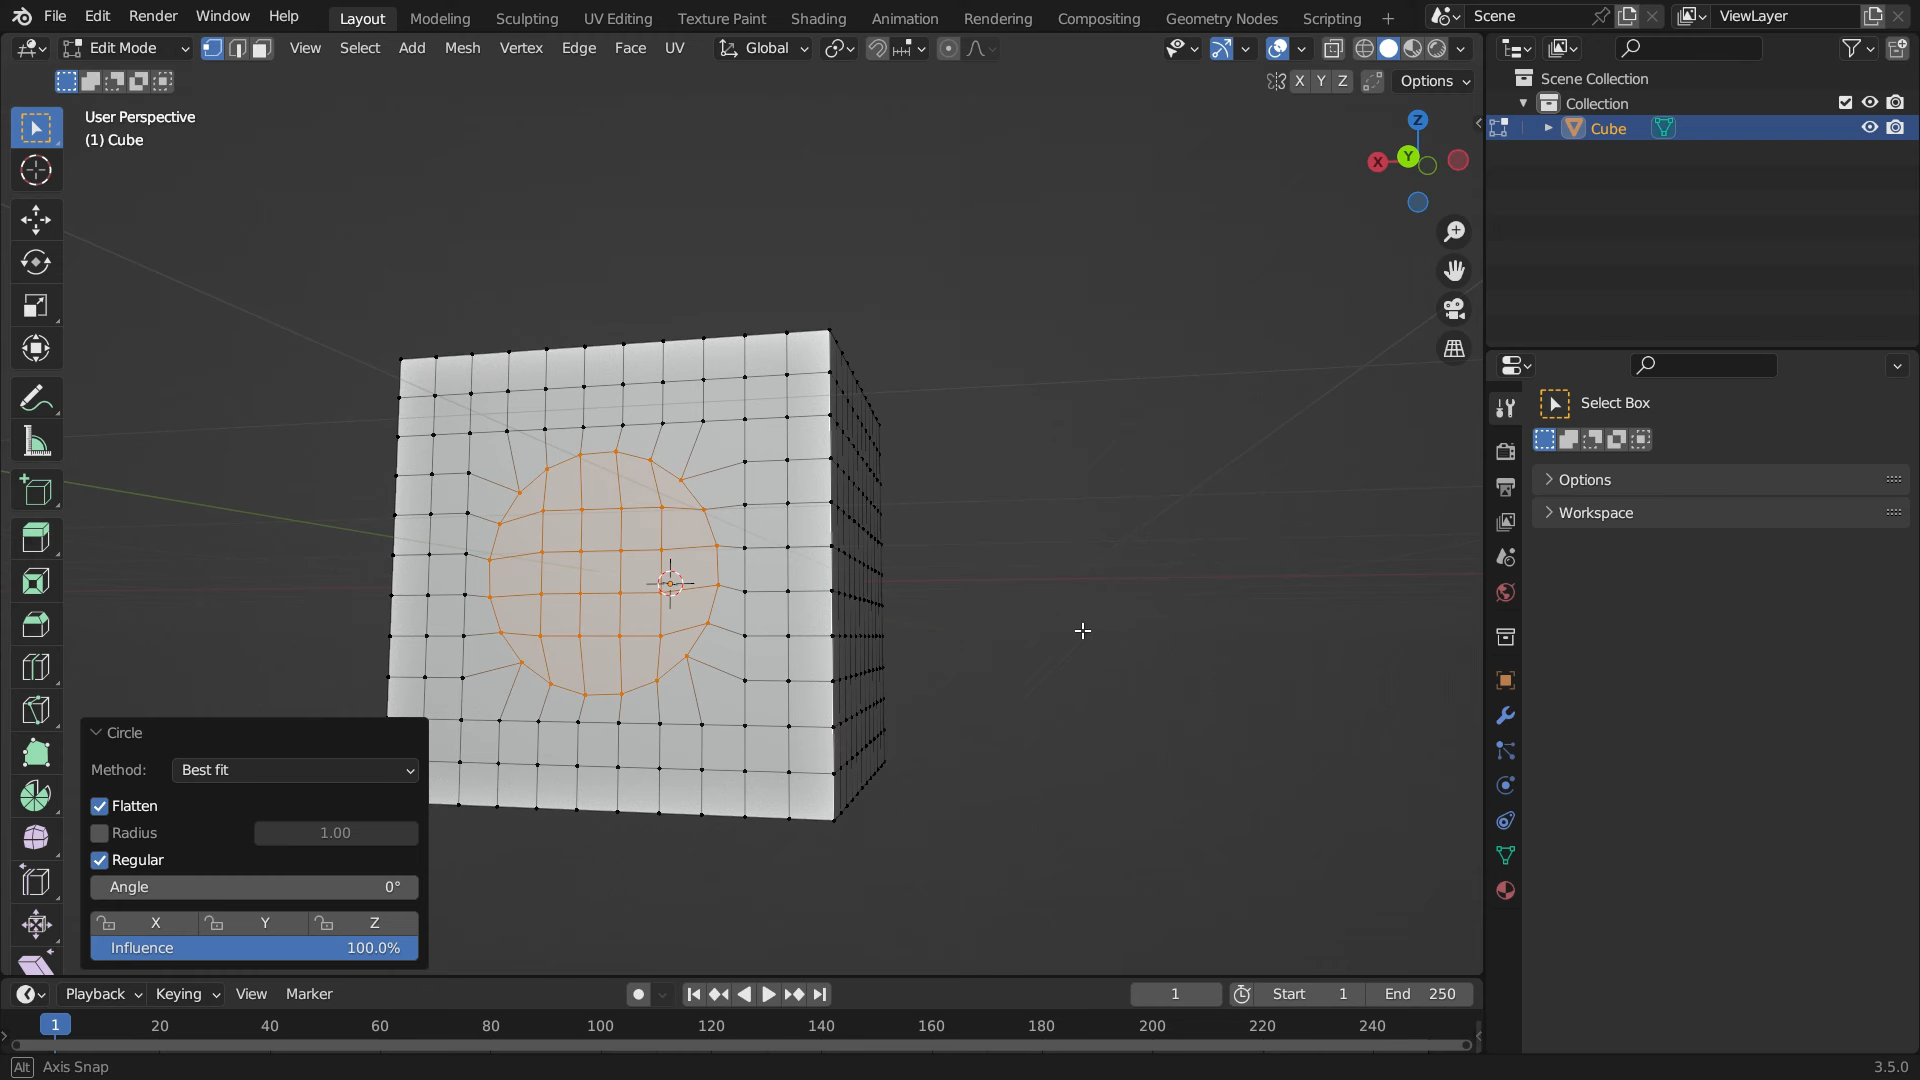 File Edit Render Window Help Layout Modeling Sculpting UV Editing Texture Paint Shading Animation Rendering Compositing Geometry Nodes Scripting + Scene ViewLayer
Edit Mode View Select Add Mesh Vertex Edge Face UV Global
X Y Z Options
User Perspective
(1) Cube
Z
X
Y
Scene Collection
Collection
Cube
Select Box
Options
Workspace
Circle
Method: Best fit
Flatten
Radius 1.00
Regular
Angle 0°
X Y Z
Influence 100.0%
Playback Keying View Marker 1 Start 1 End 250
1 20 40 60 80 100 120 140 160 180 200 220 240
Alt Axis Snap 3.5.0